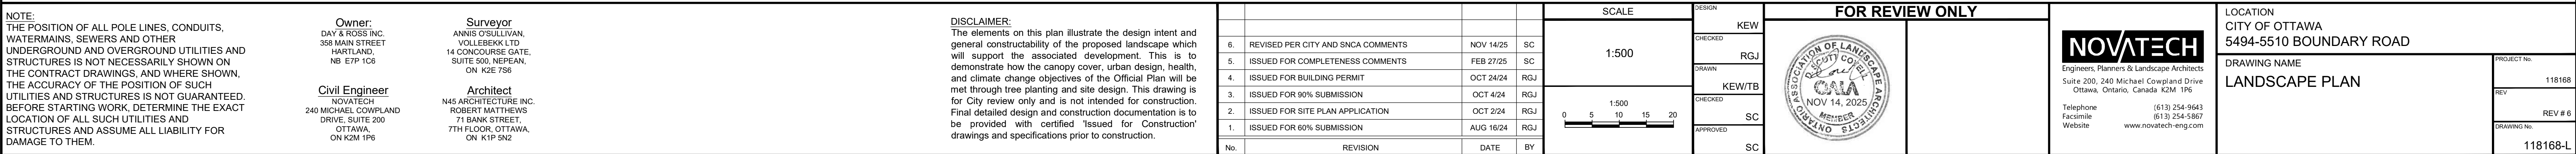 NOTE:
THE POSITION OF ALL POLE LINES, CONDUITS,
WATERMAINS, SEWERS AND OTHER
UNDERGROUND AND OVERGROUND UTILITIES AND
STRUCTURES IS NOT NECESSARILY SHOWN ON
THE CONTRACT DRAWINGS, AND WHERE SHOWN,
THE ACCURACY OF THE POSITION OF SUCH
UTILITIES AND STRUCTURES IS NOT GUARANTEED.
BEFORE STARTING WORK, DETERMINE THE EXACT
LOCATION OF ALL SUCH UTILITIES AND
STRUCTURES AND ASSUME ALL LIABILITY FOR
DAMAGE TO THEM.
Owner:
DAY & ROSS INC.
358 MAIN STREET
HARTLAND,
NB E7P 1C6
Civil Engineer
NOVATECH
240 MICHAEL COWPLAND
DRIVE, SUITE 200
OTTAWA,
ON K2M 1P6
Surveyor
ANNIS O'SULLIVAN,
VOLLEBEKK LTD
14 CONCOURSE GATE,
SUITE 500, NEPEAN,
ON K2E 7S6
Architect
N45 ARCHITECTURE INC.
ROBERT MATTHEWS
71 BANK STREET,
7TH FLOOR, OTTAWA,
ON K1P 5N2
DISCLAIMER:
The elements on this plan illustrate the design intent and
general constructability of the proposed landscape which
will support the associated development. This is to
demonstrate how the canopy cover, urban design, health,
and climate change objectives of the Official Plan will be
met through tree planting and site design. This drawing is
for City review only and is not intended for construction.
Final detailed design and construction documentation is to
be provided with certified 'Issued for Construction'
drawings and specifications prior to construction.
6. REVISED PER CITY AND SNCA COMMENTS NOV 14/25 SC
5. ISSUED FOR COMPLETENESS COMMENTS FEB 27/25 SC
4. ISSUED FOR BUILDING PERMIT OCT 24/24 RGJ
3. ISSUED FOR 90% SUBMISSION OCT 4/24 RGJ
2. ISSUED FOR SITE PLAN APPLICATION OCT 2/24 RGJ
1. ISSUED FOR 60% SUBMISSION AUG 16/24 RGJ
No. REVISION DATE BY
SCALE
1:500
1:500
0 5 10 15 20
DESIGN
KEW
CHECKED
RGJ
DRAWN
KEW/TB
CHECKED
SC
APPROVED
SC
FOR REVIEW ONLY
ONTARIO ASSOCIATION OF LANDSCAPE ARCHITECTS
OALA
NOV 14, 2025
MEMBER
NOVATECH
Engineers, Planners & Landscape Architects
Suite 200, 240 Michael Cowpland Drive
Ottawa, Ontario, Canada K2M 1P6
Telephone (613) 254-9643
Facsimile (613) 254-5867
Website www.novatech-eng.com
LOCATION
CITY OF OTTAWA
5494-5510 BOUNDARY ROAD
DRAWING NAME
LANDSCAPE PLAN
PROJECT No.
118168
REV
REV # 6
DRAWING No.
118168-L